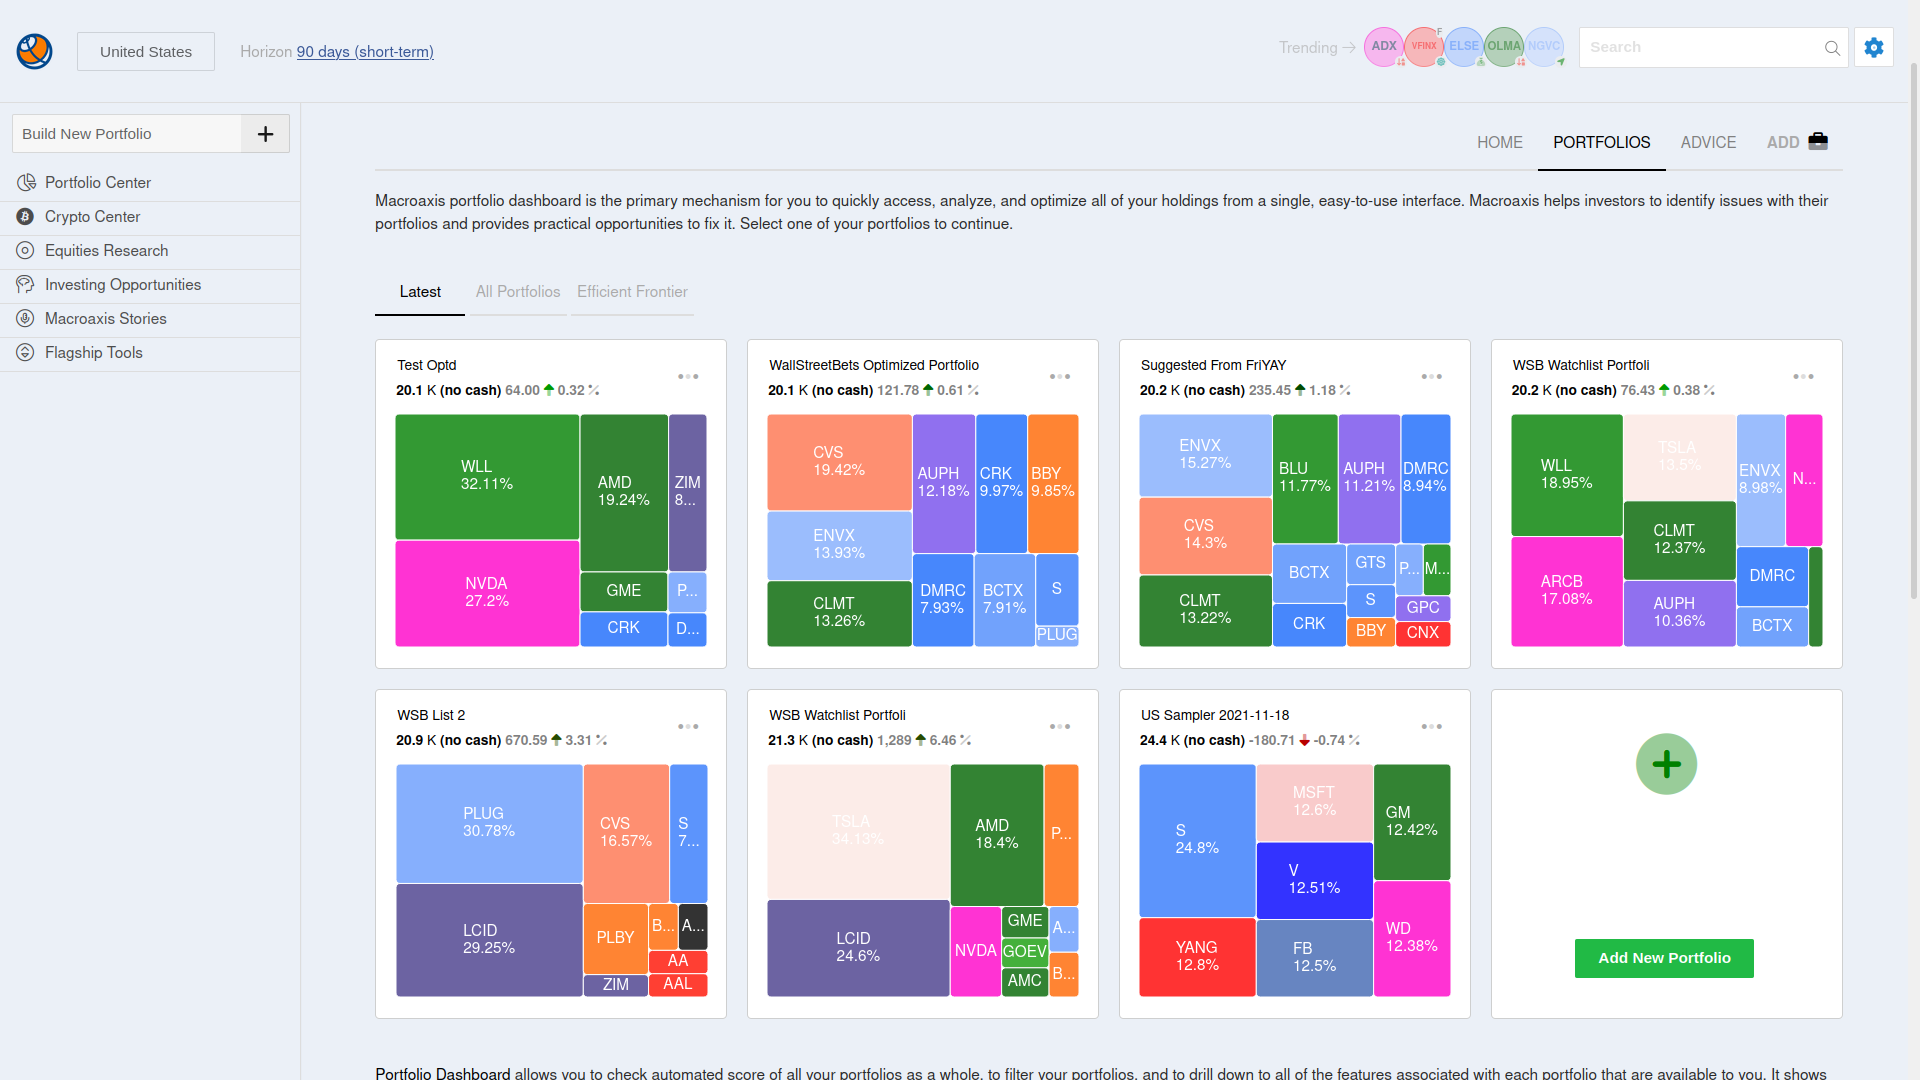 United States
Horizon 90 days (short-term)
Trending
ADX
F
VFINX
ELSE
OLMA
NGVC
Search
Build New Portfolio
Portfolio Center
Crypto Center
Equities Research
Investing Opportunities
Macroaxis Stories
Flagship Tools
HOME
PORTFOLIOS
ADVICE
ADD
Macroaxis portfolio dashboard is the primary mechanism for you to quickly access, analyze, and optimize all of your holdings from a single, easy-to-use interface. Macroaxis helps investors to identify issues with their
portfolios and provides practical opportunities to fix it. Select one of your portfolios to continue.
Latest
All Portfolios
Efficient Frontier
Test Optd
20.1 K (no cash) 64.00 0.32 %
WLL
32.11%
AMD
19.24%
ZIM
8...
NVDA
27.2%
GME
P...
CRK
D...
WallStreetBets Optimized Portfolio
20.1 K (no cash) 121.78 0.61 %
CVS
19.42%
AUPH
12.18%
CRK
9.97%
BBY
9.85%
ENVX
13.93%
CLMT
13.26%
DMRC
7.93%
BCTX
7.91%
S
PLUG
Suggested From FriYAY
20.2 K (no cash) 235.45 1.18 %
ENVX
15.27%
BLU
11.77%
AUPH
11.21%
DMRC
8.94%
CVS
14.3%
CLMT
13.22%
BCTX
GTS
P...
M...
S
GPC
CRK
BBY
CNX
WSB Watchlist Portfoli
20.2 K (no cash) 76.43 0.38 %
WLL
18.95%
TSLA
13.5%
ENVX
8.98%
N...
CLMT
12.37%
ARCB
17.08%
AUPH
10.36%
DMRC
BCTX
WSB List 2
20.9 K (no cash) 670.59 3.31 %
PLUG
30.78%
CVS
16.57%
S
7...
LCID
29.25%
PLBY
B...
A...
AA
ZIM
AAL
WSB Watchlist Portfoli
21.3 K (no cash) 1,289 6.46 %
TSLA
34.13%
AMD
18.4%
P...
LCID
24.6%
NVDA
GME
A...
GOEV
AMC
B...
US Sampler 2021-11-18
24.4 K (no cash) -180.71 -0.74 %
S
24.8%
MSFT
12.6%
GM
12.42%
V
12.51%
YANG
12.8%
FB
12.5%
WD
12.38%
Add New Portfolio
Portfolio Dashboard allows you to check automated score of all your portfolios as a whole, to filter your portfolios, and to drill down to all of the features associated with each portfolio that are available to you. It shows